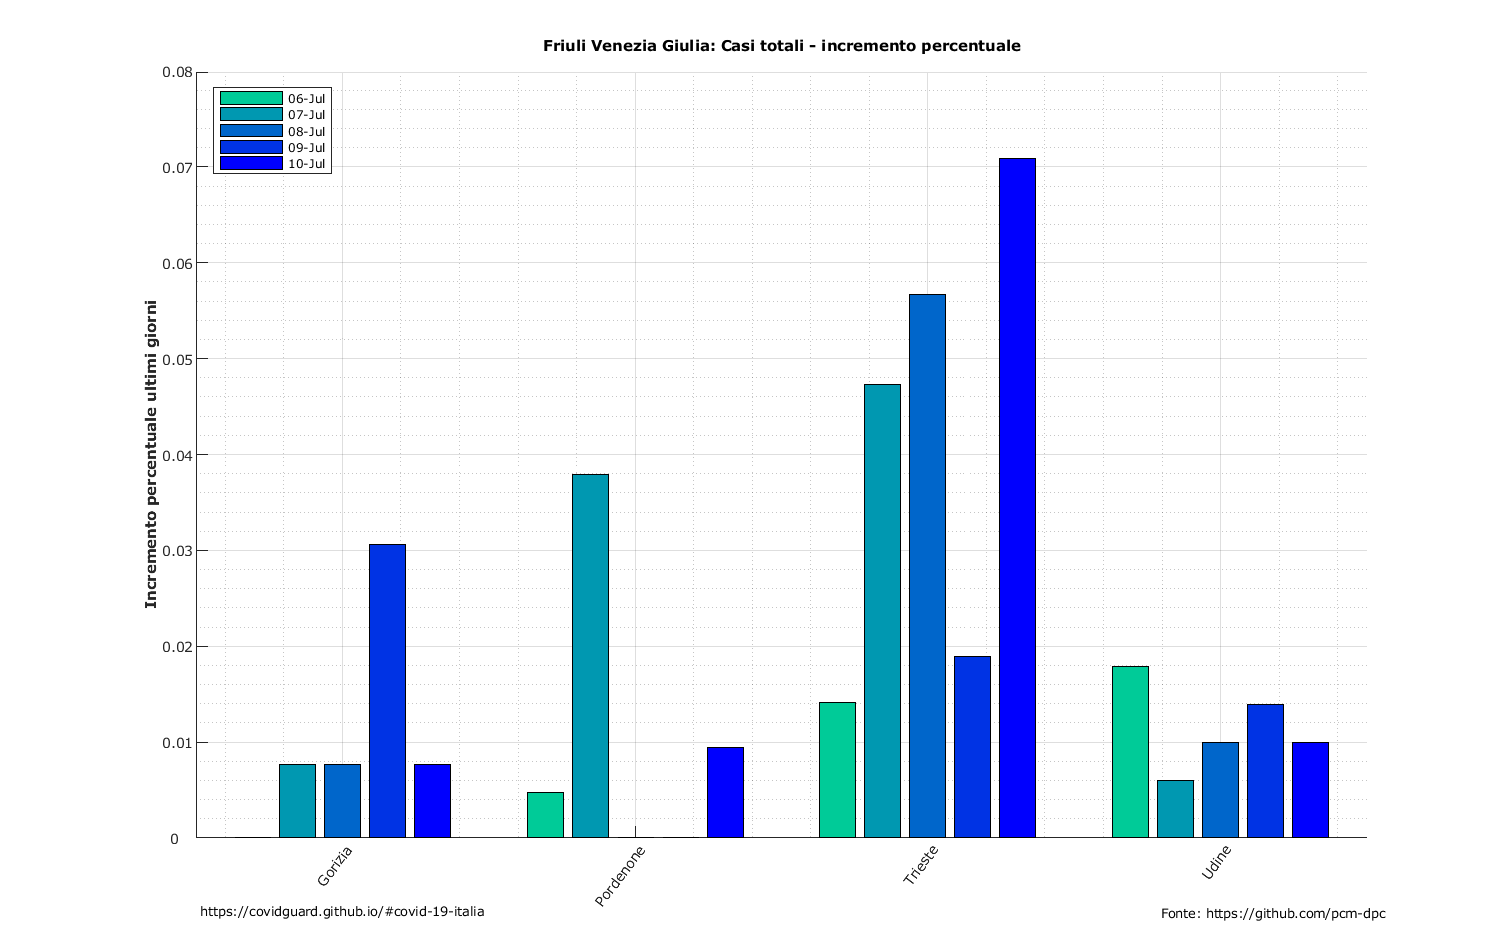 Friuli Venezia Giulia: Casi totali - incremento percentuale
06-Jul
07-Jul
08-Jul
09-Jul
10-Jul
Incremento percentuale ultimi giorni
0.08
0.07
0.06
0.05
0.04
0.03
0.02
0.01
0
Gorizia
Pordenone
Trieste
Udine
https://covidguard.github.io/#covid-19-italia
Fonte: https://github.com/pcm-dpc